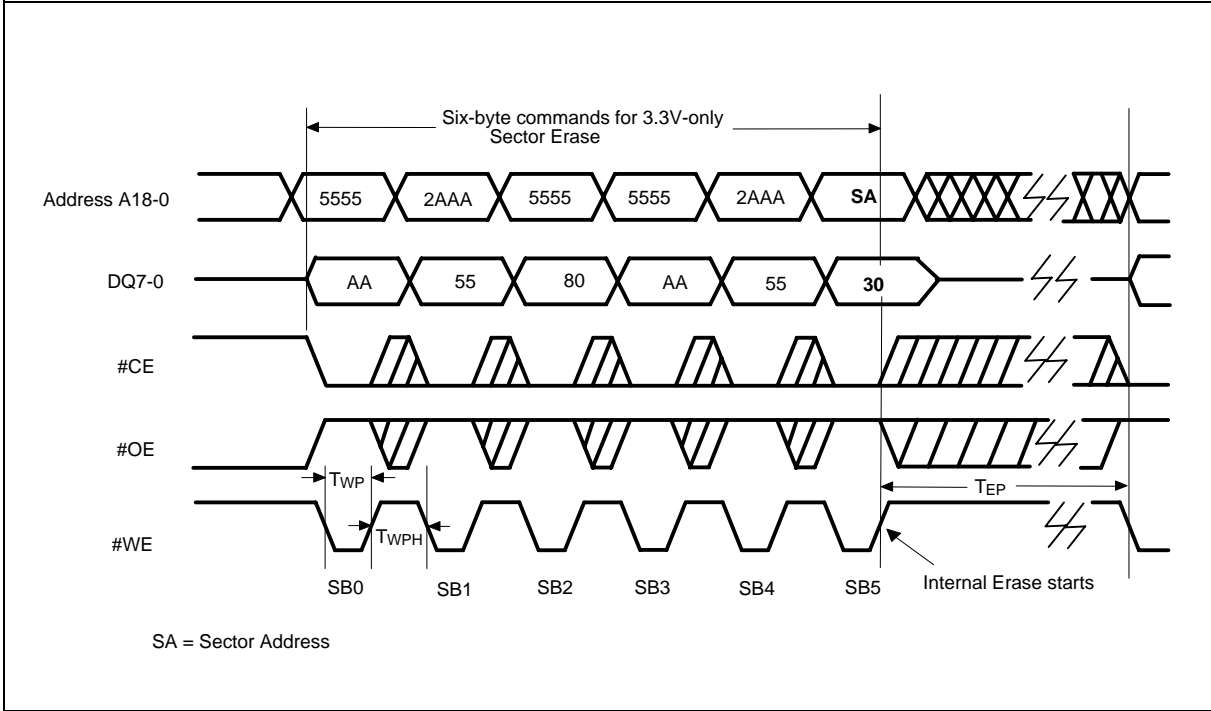 Six-byte commands for 3.3V-only
Sector Erase
Address A18-0
5555
2AAA
5555
5555
2AAA
SA
DQ7-0
AA
55
80
AA
55
30
#CE
#OE
TWP
TEP
#WE
TWPH
SB0
SB1
SB2
SB3
SB4
SB5
Internal Erase starts
SA = Sector Address